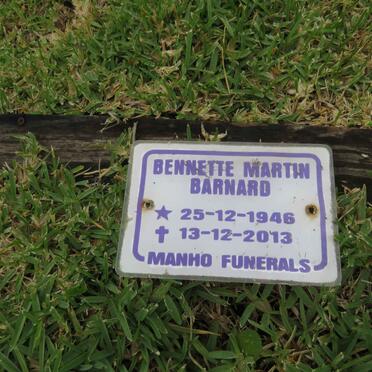 BENNETTE MARTIN
BARNARD
★ 25-12-1946
✝ 13-12-2013
MANHO FUNERALS